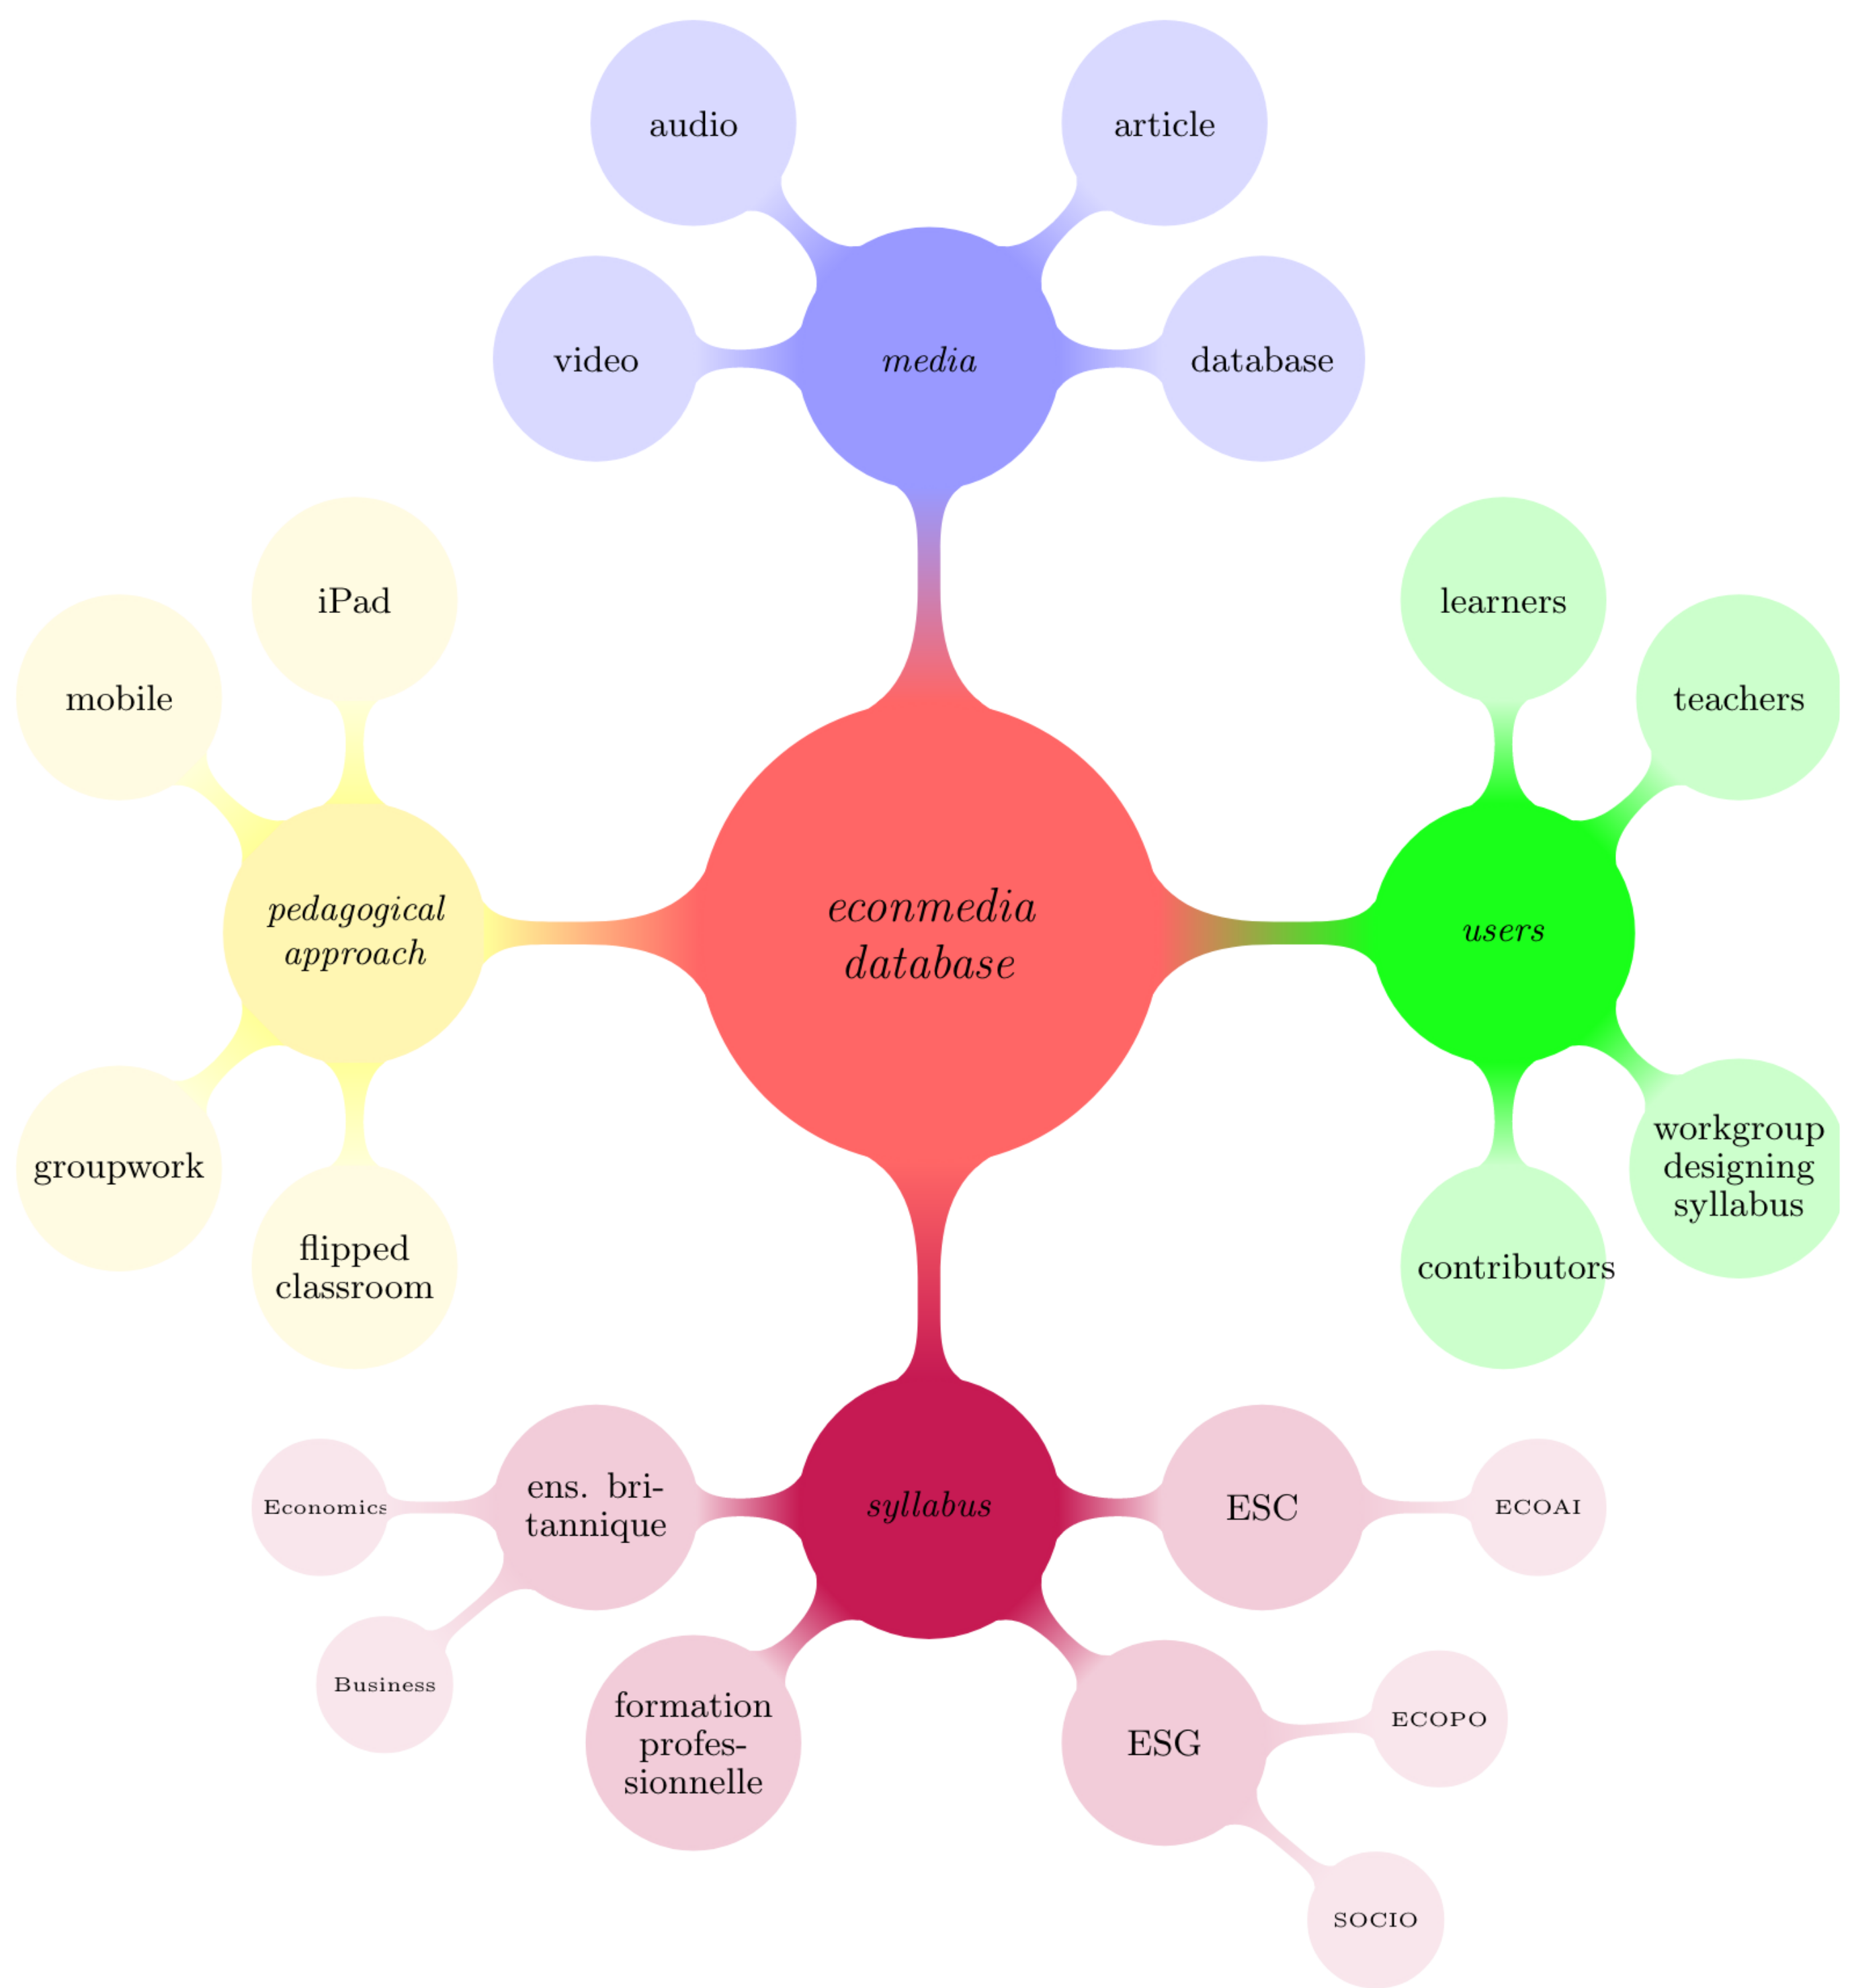 audio
article
video
media
database
iPad
learners
mobile
teachers
pedagogical
approach
econmedia
database
users
groupwork
flipped
classroom
workgroup
designing
syllabus
contributors
Economics
ens. bri-
tannique
syllabus
ESC
ECOAI
Business
formation
profes-
sionnelle
ESG
ECOPO
SOCIO